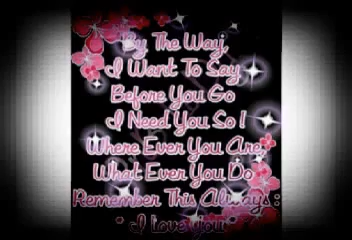 By The Way,
I Want To Say
Before You Go
I Need You So !
Where Ever You Are,
What Ever You Do
Remember This Always :
" I Love you "